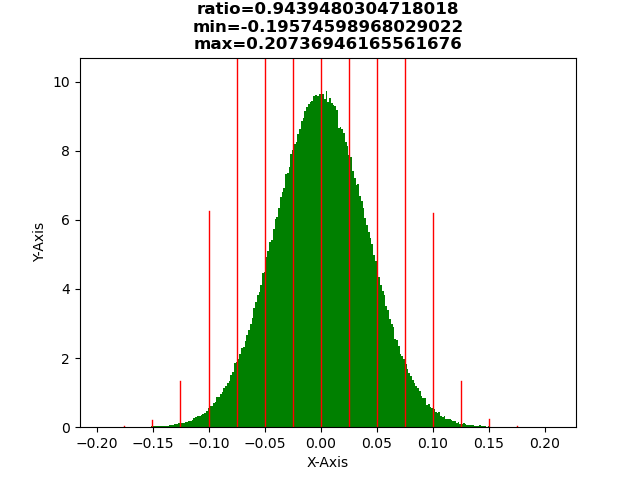 ratio=0.9439480304718018
min=-0.19574598968029022
max=0.20736946165561676
10
8
6
4
2
0
Y-Axis
−0.20 −0.15 −0.10 −0.05 0.00 0.05 0.10 0.15 0.20
X-Axis